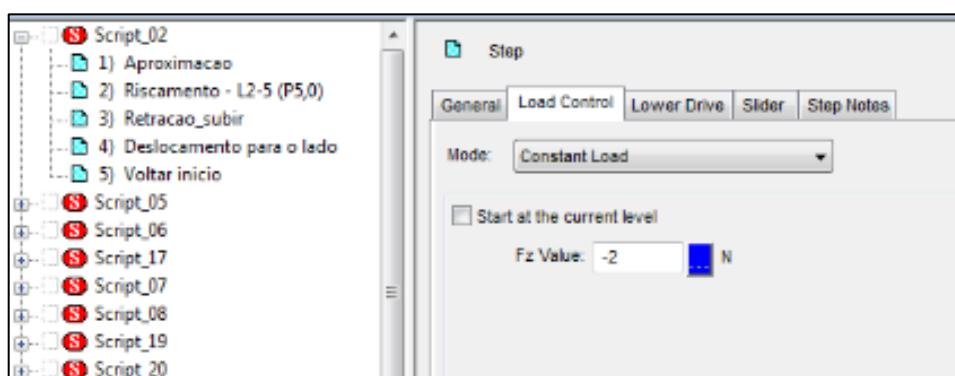 Script_02
1) Aproximacao
2) Riscamento - L2-5 (P5,0)
3) Retracao_subir
4) Deslocamento para o lado
5) Voltar inicio
Script_05
Script_06
Script_17
Script_07
Script_08
Script_19
Script_20
Step
General Load Control Lower Drive Slider Step Notes
Mode: Constant Load
Start at the current level
Fz Value: -2 ... N